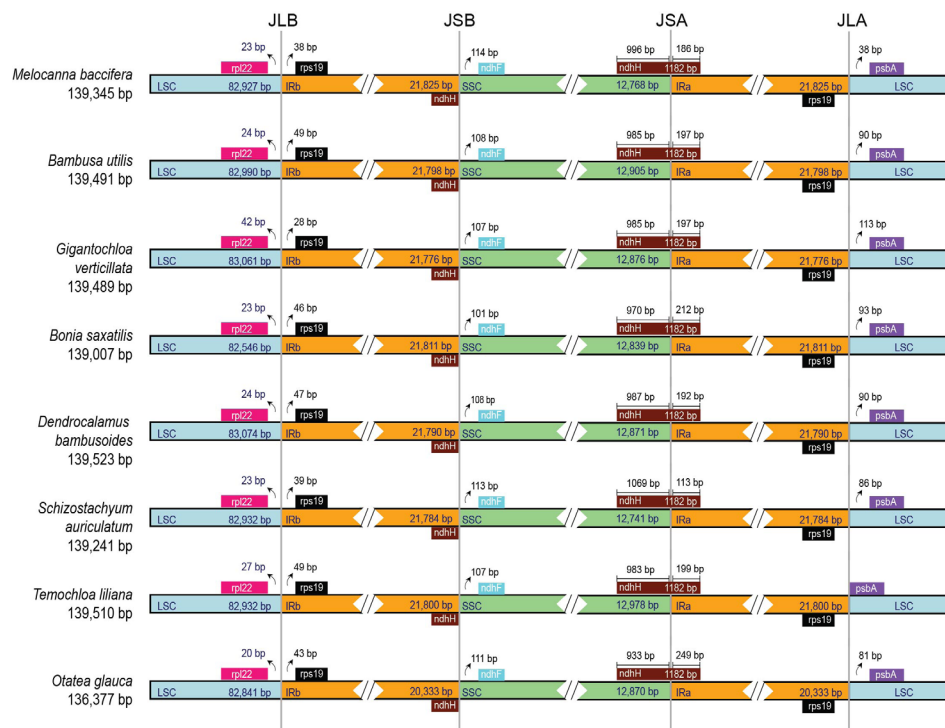 JLB JSB JSA JLA
23 bp 38 bp 114 bp 996 bp 186 bp 38 bp
rpl22 rps19 ndhF ndhH 1182 bp psbA
Melocanna baccifera
139,345 bp
LSC 82,927 bp IRb 21,825 bp SSC 12,768 bp IRa 21,825 bp LSC
ndhH rps19
24 bp 49 bp 108 bp 985 bp 197 bp 90 bp
rpl22 rps19 ndhF ndhH 1182 bp psbA
Bambusa utilis
139,491 bp
LSC 82,990 bp IRb 21,798 bp SSC 12,905 bp IRa 21,798 bp LSC
ndhH rps19
42 bp 28 bp 107 bp 985 bp 197 bp 113 bp
rpl22 rps19 ndhF ndhH 1182 bp psbA
Gigantochloa
verticillata
139,489 bp
LSC 83,061 bp IRb 21,776 bp SSC 12,876 bp IRa 21,776 bp LSC
ndhH rps19
23 bp 46 bp 101 bp 970 bp 212 bp 93 bp
rpl22 rps19 ndhF ndhH 1182 bp psbA
Bonia saxatilis
139,007 bp
LSC 82,546 bp IRb 21,811 bp SSC 12,839 bp IRa 21,811 bp LSC
ndhH rps19
24 bp 47 bp 108 bp 987 bp 192 bp 90 bp
rpl22 rps19 ndhF ndhH 1182 bp psbA
Dendrocalamus
bambusoides
139,523 bp
LSC 83,074 bp IRb 21,790 bp SSC 12,871 bp IRa 21,790 bp LSC
ndhH rps19
23 bp 39 bp 113 bp 1069 bp 113 bp 86 bp
rpl22 rps19 ndhF ndhH 1182 bp psbA
Schizostachyum
auriculatum
139,241 bp
LSC 82,932 bp IRb 21,784 bp SSC 12,741 bp IRa 21,784 bp LSC
ndhH rps19
27 bp 49 bp 107 bp 983 bp 199 bp
rpl22 rps19 ndhF ndhH 1182 bp psbA
Temochloa liliana
139,510 bp
LSC 82,932 bp IRb 21,800 bp SSC 12,978 bp IRa 21,800 bp LSC
ndhH rps19
20 bp 43 bp 111 bp 933 bp 249 bp 81 bp
rpl22 rps19 ndhF ndhH 1182 bp psbA
Otatea glauca
136,377 bp
LSC 82,841 bp IRb 20,333 bp SSC 12,870 bp IRa 20,333 bp LSC
ndhH rps19